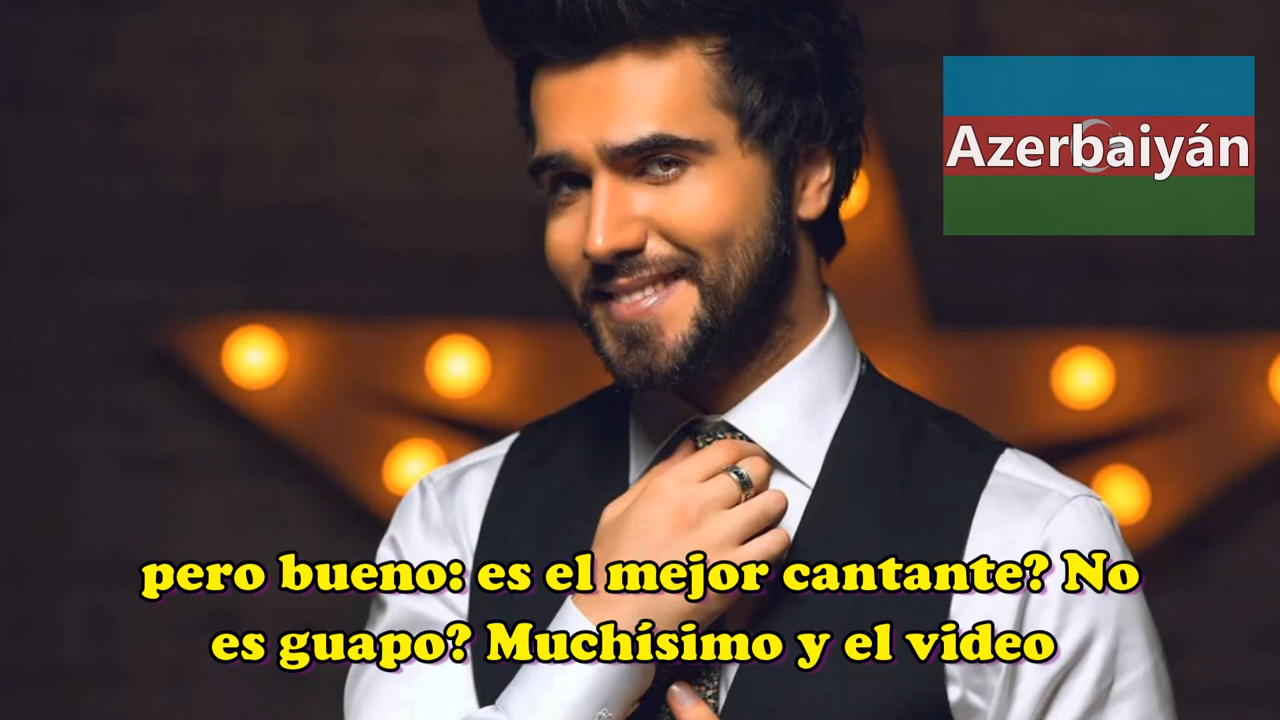 Azerbaiyán
pero bueno: es el mejor cantante? No
es guapo? Muchísimo y el video